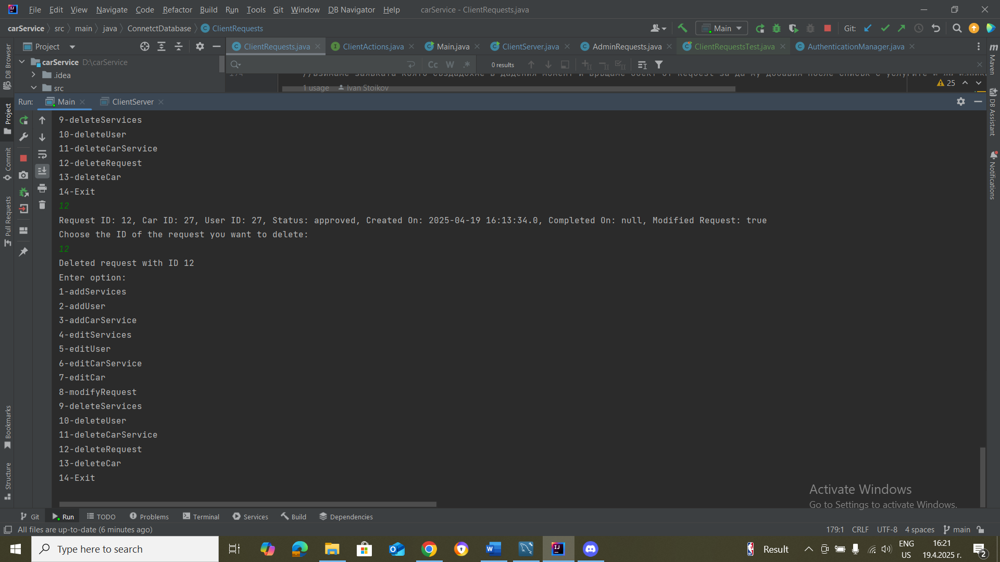 File Edit View Navigate Code Refactor Build Run Tools Git Window DB Navigator Help carService - ClientRequests.java
carService src main java ConnetctDatabase ClientRequests Main Git:
Project ClientRequests.java ClientActions.java Main.java ClientServer.java AdminRequests.java ClientRequestsTest.java AuthenticationManager.java
carService D:\carService Cc W .* 0 results
.idea
src
1 usage Ivan Stoikov 25
Run: Main ClientServer
9-deleteServices
10-deleteUser
11-deleteCarService
12-deleteRequest
13-deleteCar
14-Exit
12
Request ID: 12, Car ID: 27, User ID: 27, Status: approved, Created On: 2025-04-19 16:13:34.0, Completed On: null, Modified Request: true
Choose the ID of the request you want to delete:
12
Deleted request with ID 12
Enter option:
1-addServices
2-addUser
3-addCarService
4-editServices
5-editUser
6-editCarService
7-editCar
8-modifyRequest
9-deleteServices
10-deleteUser
11-deleteCarService
12-deleteRequest
13-deleteCar
14-Exit
DB Browser
Project
Commit
Pull Requests
Bookmarks
Structure
Maven
DB Assistant
Notifications
Activate Windows
Go to Settings to activate Windows.
Git Run TODO Problems Terminal Services Build Dependencies
All files are up-to-date (6 minutes ago) 179:1 CRLF UTF-8 4 spaces main
Type here to search Result ENG US 16:21 19.4.2025 г. 2